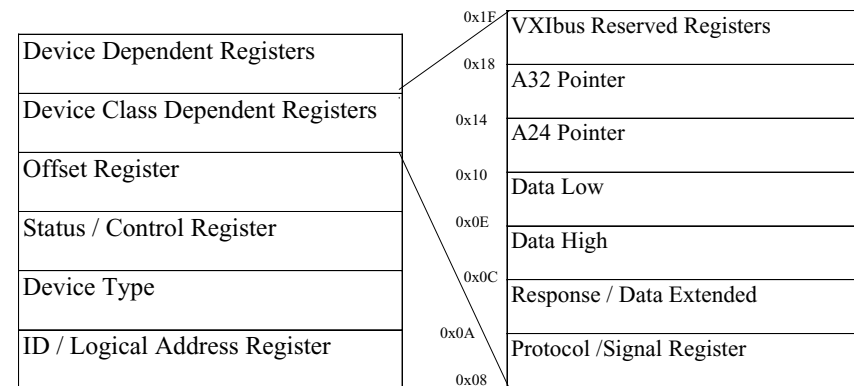 Device Dependent Registers
Device Class Dependent Registers
Offset Register
Status / Control Register
Device Type
ID / Logical Address Register
0x1F
VXIbus Reserved Registers
0x18
A32 Pointer
0x14
A24 Pointer
0x10
Data Low
0x0E
Data High
0x0C
Response / Data Extended
0x0A
Protocol /Signal Register
0x08